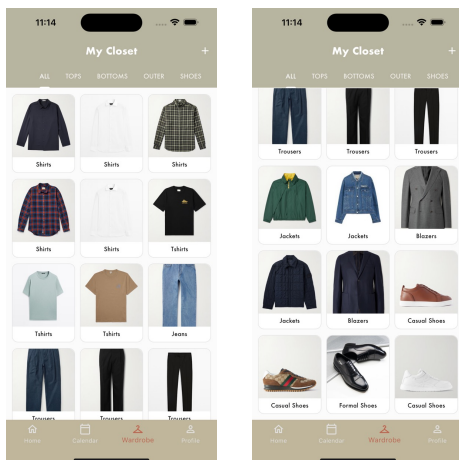 11:14
My Closet +
ALL TOPS BOTTOMS OUTER SHOES
Shirts Shirts Shirts
Shirts Shirts Tshirts
Tshirts Tshirts Jeans
Trousers Trousers Trousers
Home Calendar Wardrobe Profile
11:14
My Closet +
ALL TOPS BOTTOMS OUTER SHOES
Trousers Trousers Trousers
Jackets Jackets Blazers
Jackets Blazers Casual Shoes
Casual Shoes Formal Shoes Casual Shoes
Home Calendar Wardrobe Profile